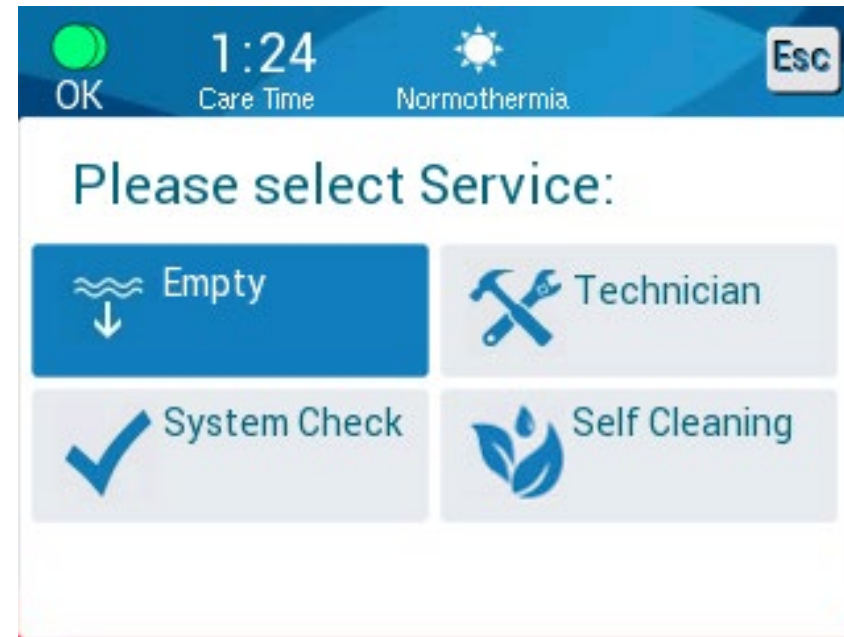 1:24
Esc
OK
Care Time
Normothermia
Please select Service:
Empty
Technician
System Check
Self Cleaning